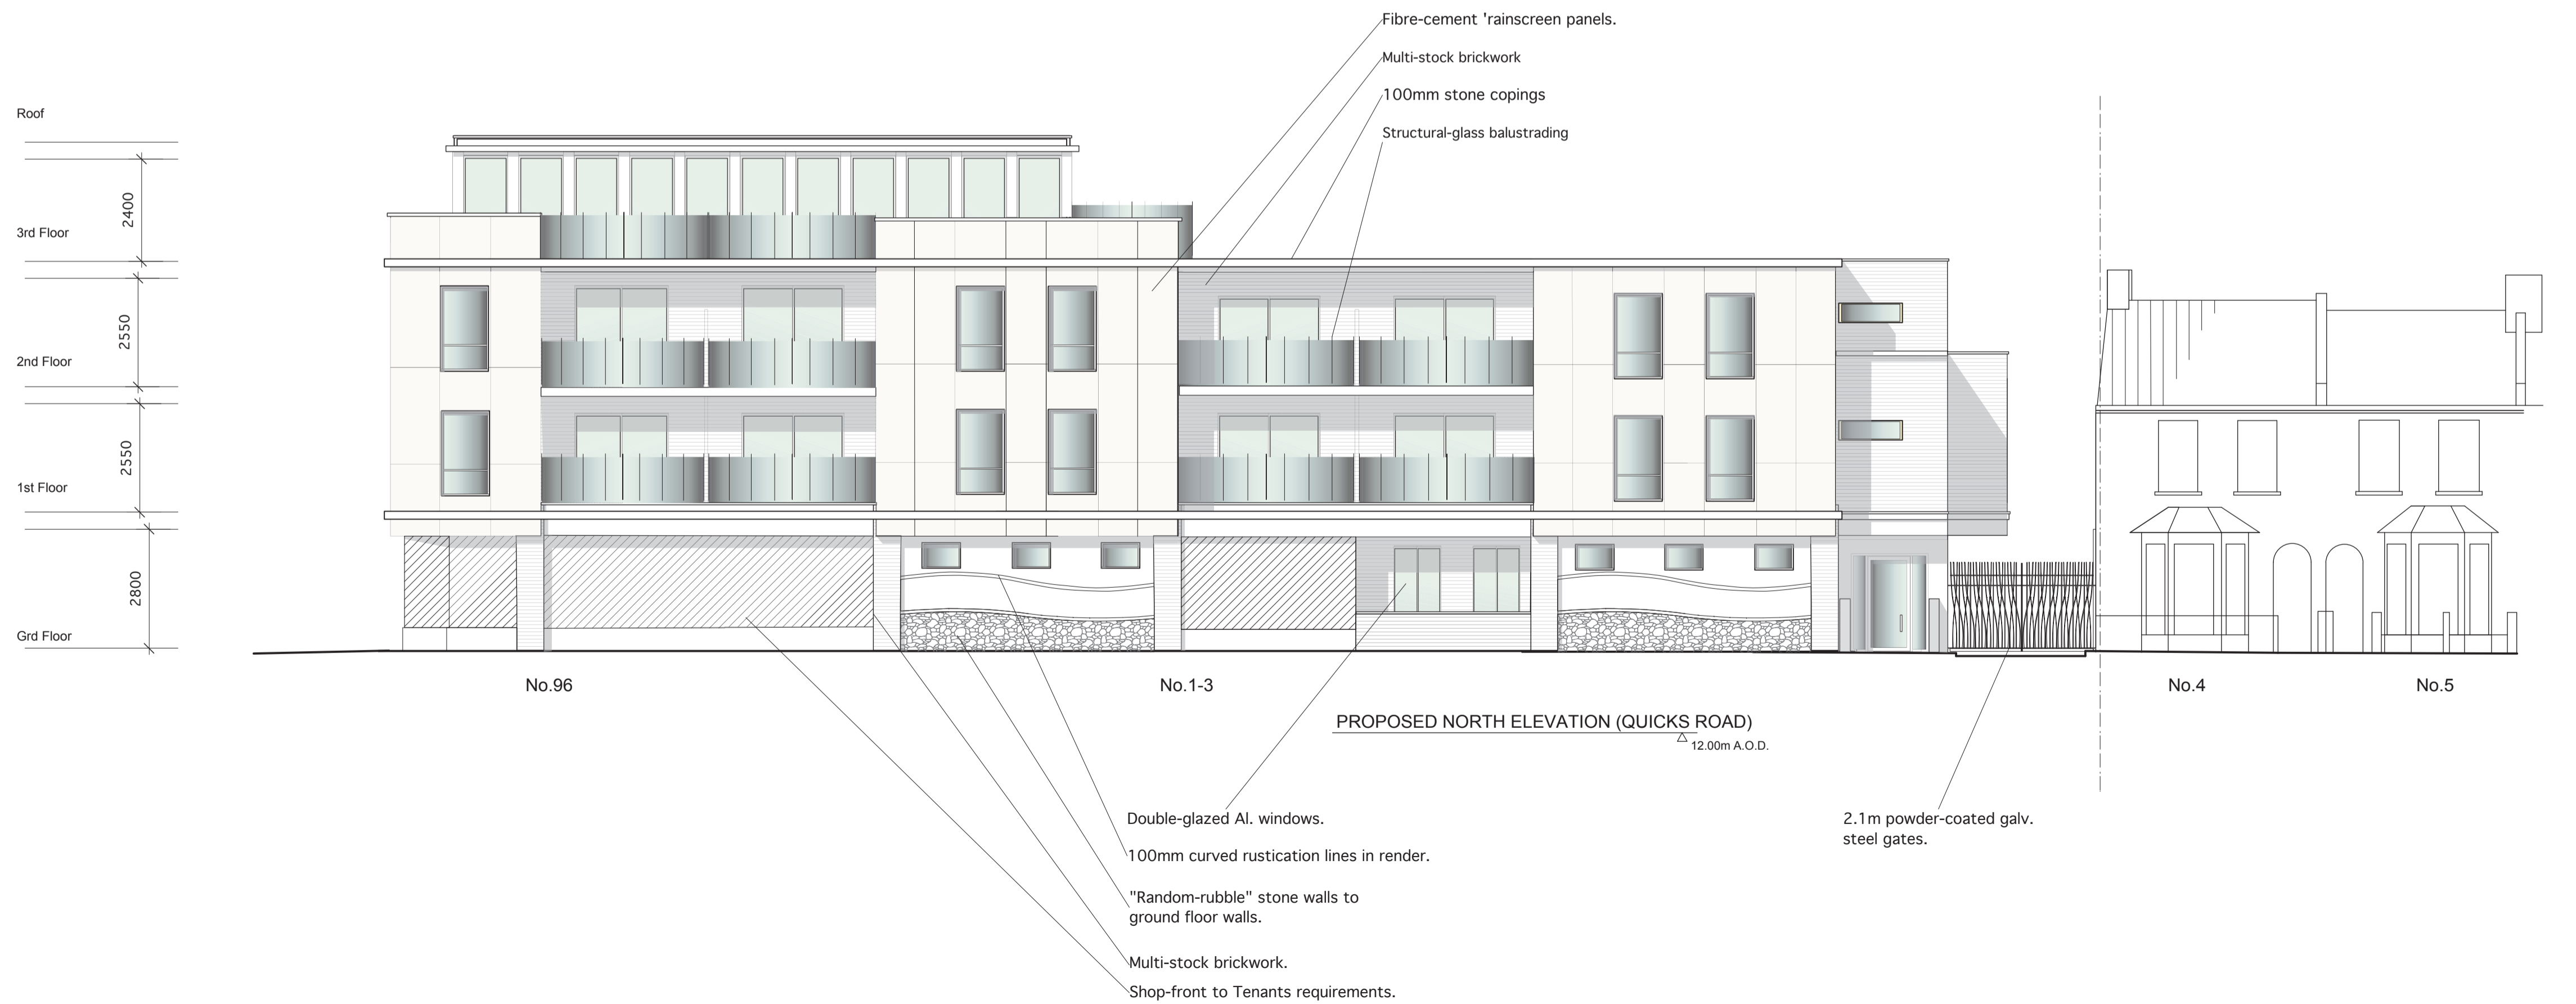 Fibre-cement 'rainscreen panels.
Multi-stock brickwork
100mm stone copings
Structural-glass balustrading
Roof
2400
3rd Floor
2550
2nd Floor
2550
1st Floor
2800
Grd Floor
No.96
No.1-3
No.4
No.5
PROPOSED NORTH ELEVATION (QUICKS ROAD)
12.00m A.O.D.
Double-glazed Al. windows.
100mm curved rustication lines in render.
"Random-rubble" stone walls to
ground floor walls.
Multi-stock brickwork.
Shop-front to Tenants requirements.
2.1m powder-coated galv.
steel gates.